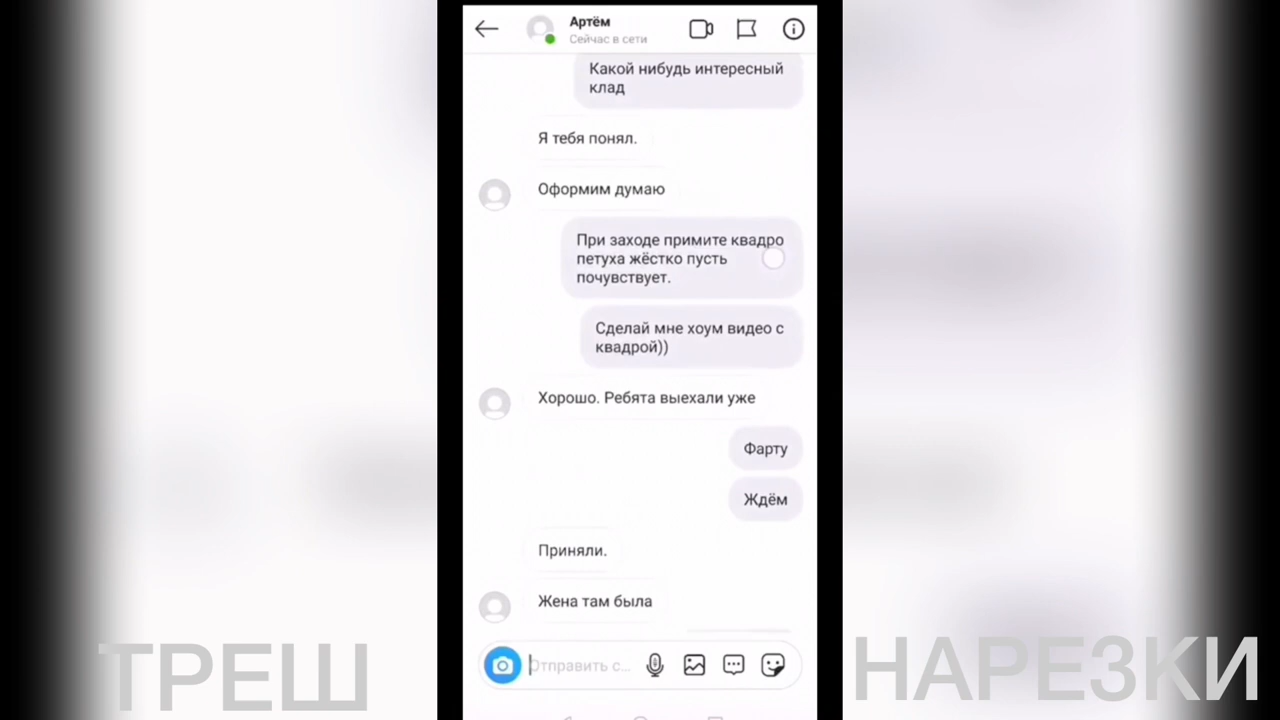 Артём
Сейчас в сети
Какой нибудь интересный
клад
Я тебя понял.
Оформим думаю
При заходе примите квадро
петуха жёстко пусть
почувствует.
Сделай мне хоум видео с
квадрой))
Хорошо. Ребята выехали уже
Фарту
Ждём
Приняли.
Жена там была
Отправить с...
ТРЕШ
НАРЕЗКИ